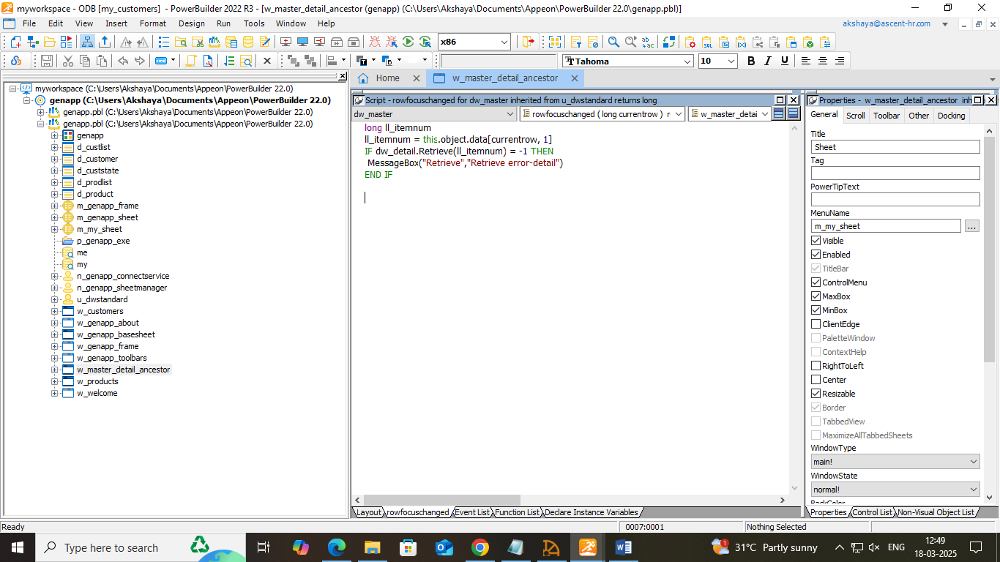 myworkspace - ODB [my_customers]  - PowerBuilder 2022 R3 - [w_master_detail_ancestor (genapp) (C:\Users\Akshaya\Documents\Appeon\PowerBuilder 22.0\genapp.pbl)]
File Edit View Insert Format Design Run Tools Window Help
akshaya@ascent-hr.com
x86
cmd
Tahoma
10
B I U
myworkspace (C:\Users\Akshaya\Documents\Appeon\PowerBuilder 22.0)
genapp (C:\Users\Akshaya\Documents\Appeon\PowerBuilder 22.0)
genapp.pbl (C:\Users\Akshaya\Documents\Appeon\PowerBuilder 22.0)
genapp.pbl (C:\Users\Akshaya\Documents\Appeon\PowerBuilder 22.0)
genapp
d_custlist
d_customer
d_custstate
d_prodlist
d_product
m_genapp_frame
m_genapp_sheet
m_my_sheet
p_genapp_exe
me
my
n_genapp_connectservice
n_genapp_sheetmanager
u_dwstandard
w_customers
w_genapp_about
w_genapp_basesheet
w_genapp_frame
w_genapp_toolbars
w_master_detail_ancestor
w_products
w_welcome
Home
w_master_detail_ancestor
Script - rowfocuschanged for dw_master inherited from u_dwstandard returns long
dw_master
rowfocuschanged ( long currentrow ) r
w_master_detai
long ll_itemnum
ll_itemnum = this.object.data[currentrow, 1]
IF dw_detail.Retrieve(ll_itemnum) = -1 THEN
MessageBox("Retrieve","Retrieve error-detail")
END IF
Layout rowfocuschanged Event List Function List Declare Instance Variables
Properties - w_master_detail_ancestor inh
General Scroll Toolbar Other Docking
Title
Sheet
Tag
PowerTipText
MenuName
m_my_sheet
...
Visible
Enabled
TitleBar
ControlMenu
MaxBox
MinBox
ClientEdge
PaletteWindow
ContextHelp
RightToLeft
Center
Resizable
Border
TabbedView
MaximizeAllTabbedSheets
WindowType
main!
WindowState
normal!
BackColor
Properties Control List Non-Visual Object List
Ready
0007:0001
Nothing Selected
Type here to search
31°C Partly sunny
ENG
12:49
18-03-2025